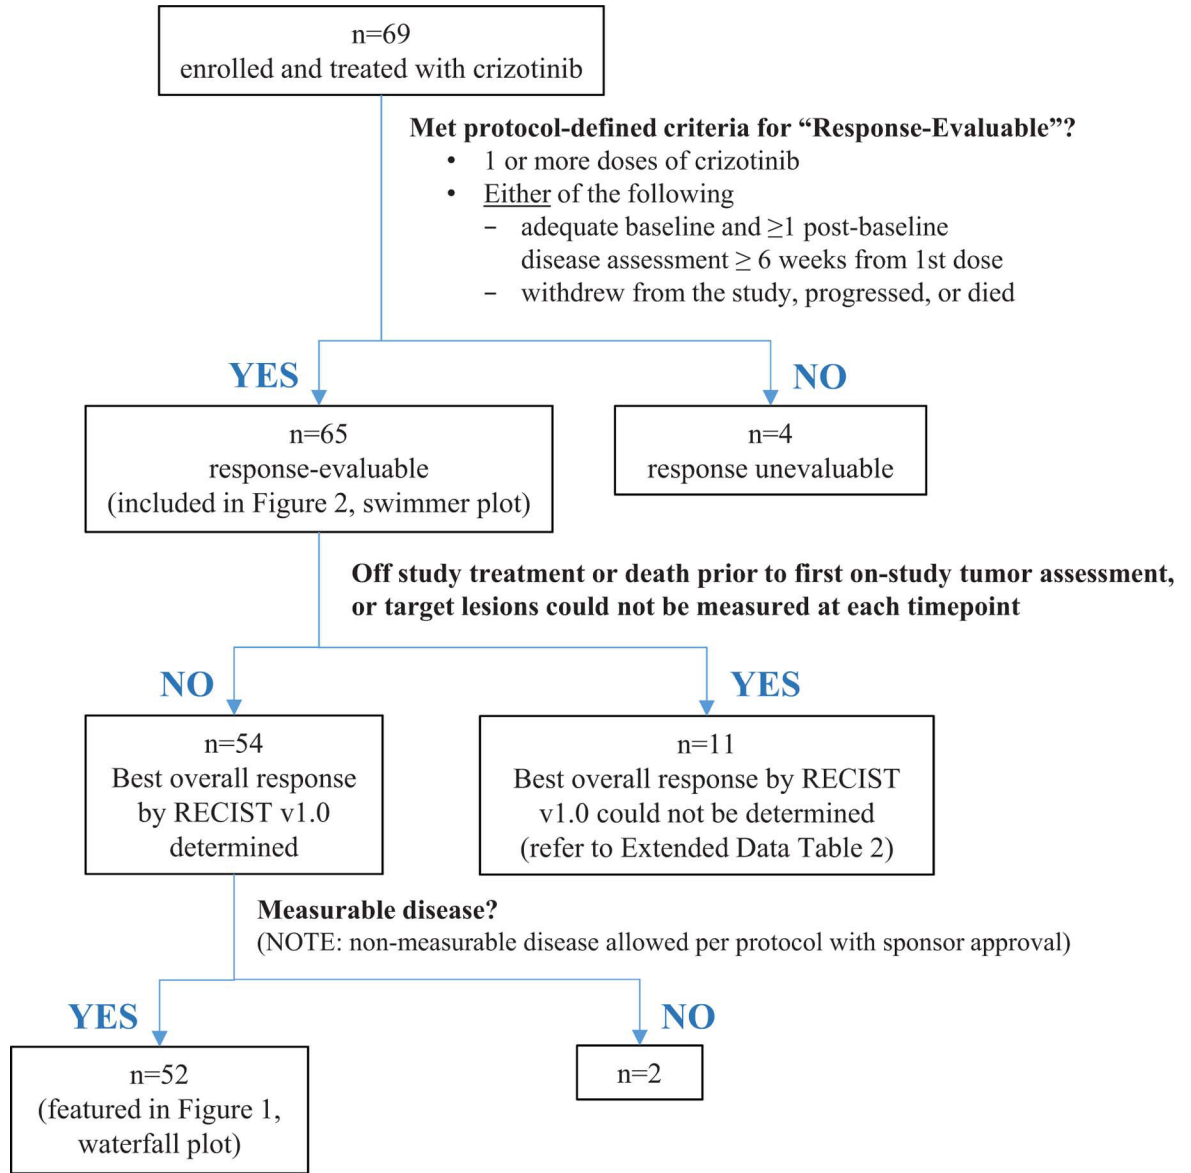 n=69
enrolled and treated with crizotinib
Met protocol-defined criteria for “Response-Evaluable”?
• 1 or more doses of crizotinib
• Either of the following
– adequate baseline and ≥1 post-baseline
disease assessment ≥ 6 weeks from 1st dose
– withdrew from the study, progressed, or died
YES
NO
n=65
response-evaluable
(included in Figure 2, swimmer plot)
n=4
response unevaluable
Off study treatment or death prior to first on-study tumor assessment,
or target lesions could not be measured at each timepoint
NO
YES
n=54
Best overall response
by RECIST v1.0
determined
n=11
Best overall response by RECIST
v1.0 could not be determined
(refer to Extended Data Table 2)
Measurable disease?
(NOTE: non-measurable disease allowed per protocol with sponsor approval)
YES
NO
n=52
(featured in Figure 1,
waterfall plot)
n=2